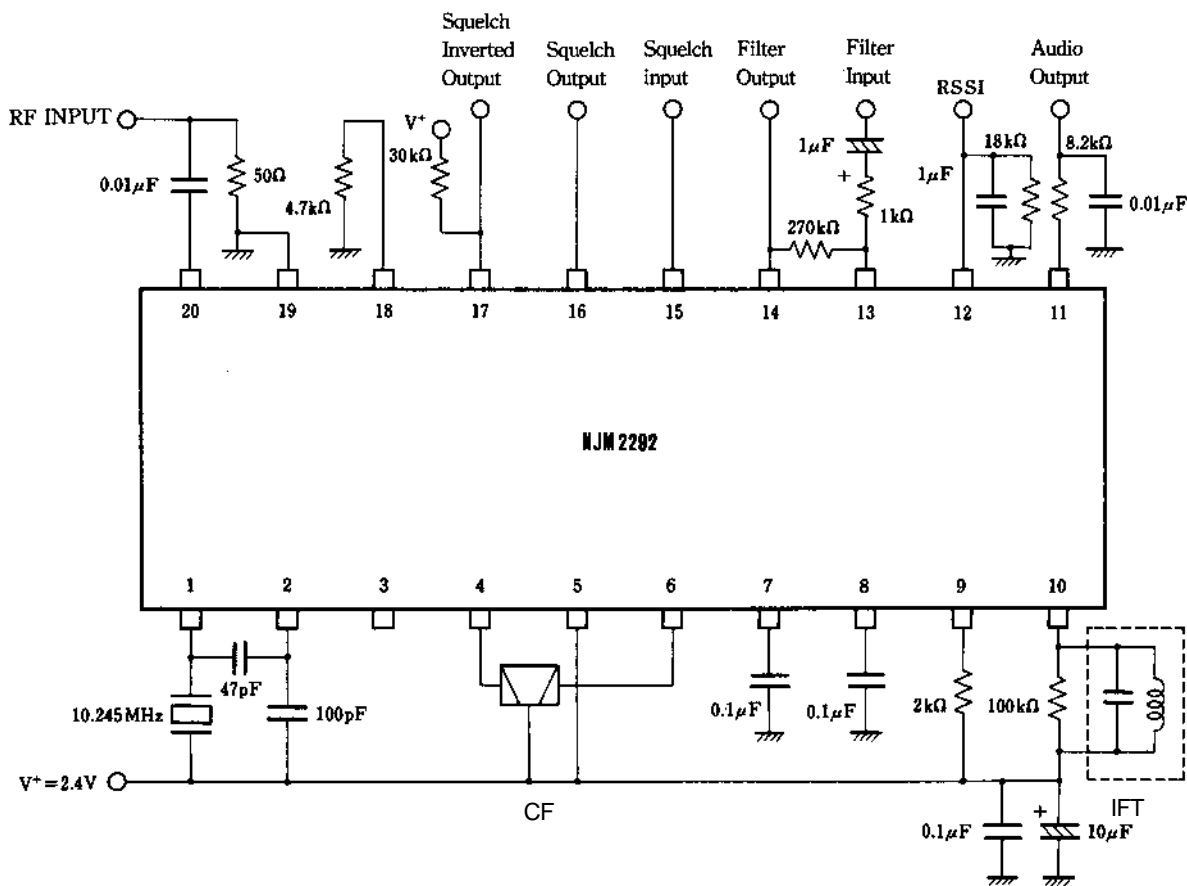 Squelch
Inverted
Output
Squelch
Output
Squelch
input
Filter
Output
Filter
Input
RSSI
Audio
Output
RF INPUT
V⁺
0.01μF
50Ω
4.7kΩ
30kΩ
1μF
+
1kΩ
270kΩ
1μF
18kΩ
8.2kΩ
0.01μF
20 19 18 17 16 15 14 13 12 11
NJM2292
1 2 3 4 5 6 7 8 9 10
47pF
10.245MHz
100pF
0.1μF
0.1μF
2kΩ
100kΩ
V⁺=2.4V
CF
IFT
0.1μF
+
10μF